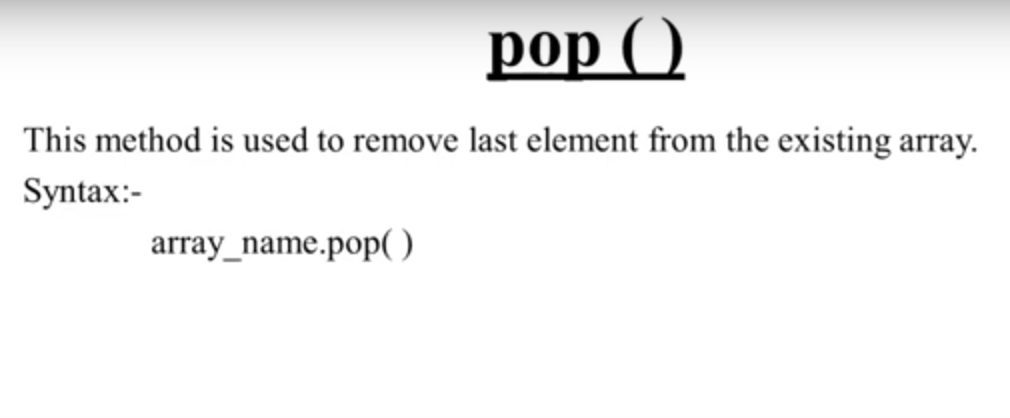 pop ( )
This method is used to remove last element from the existing array.
Syntax:-
array_name.pop( )